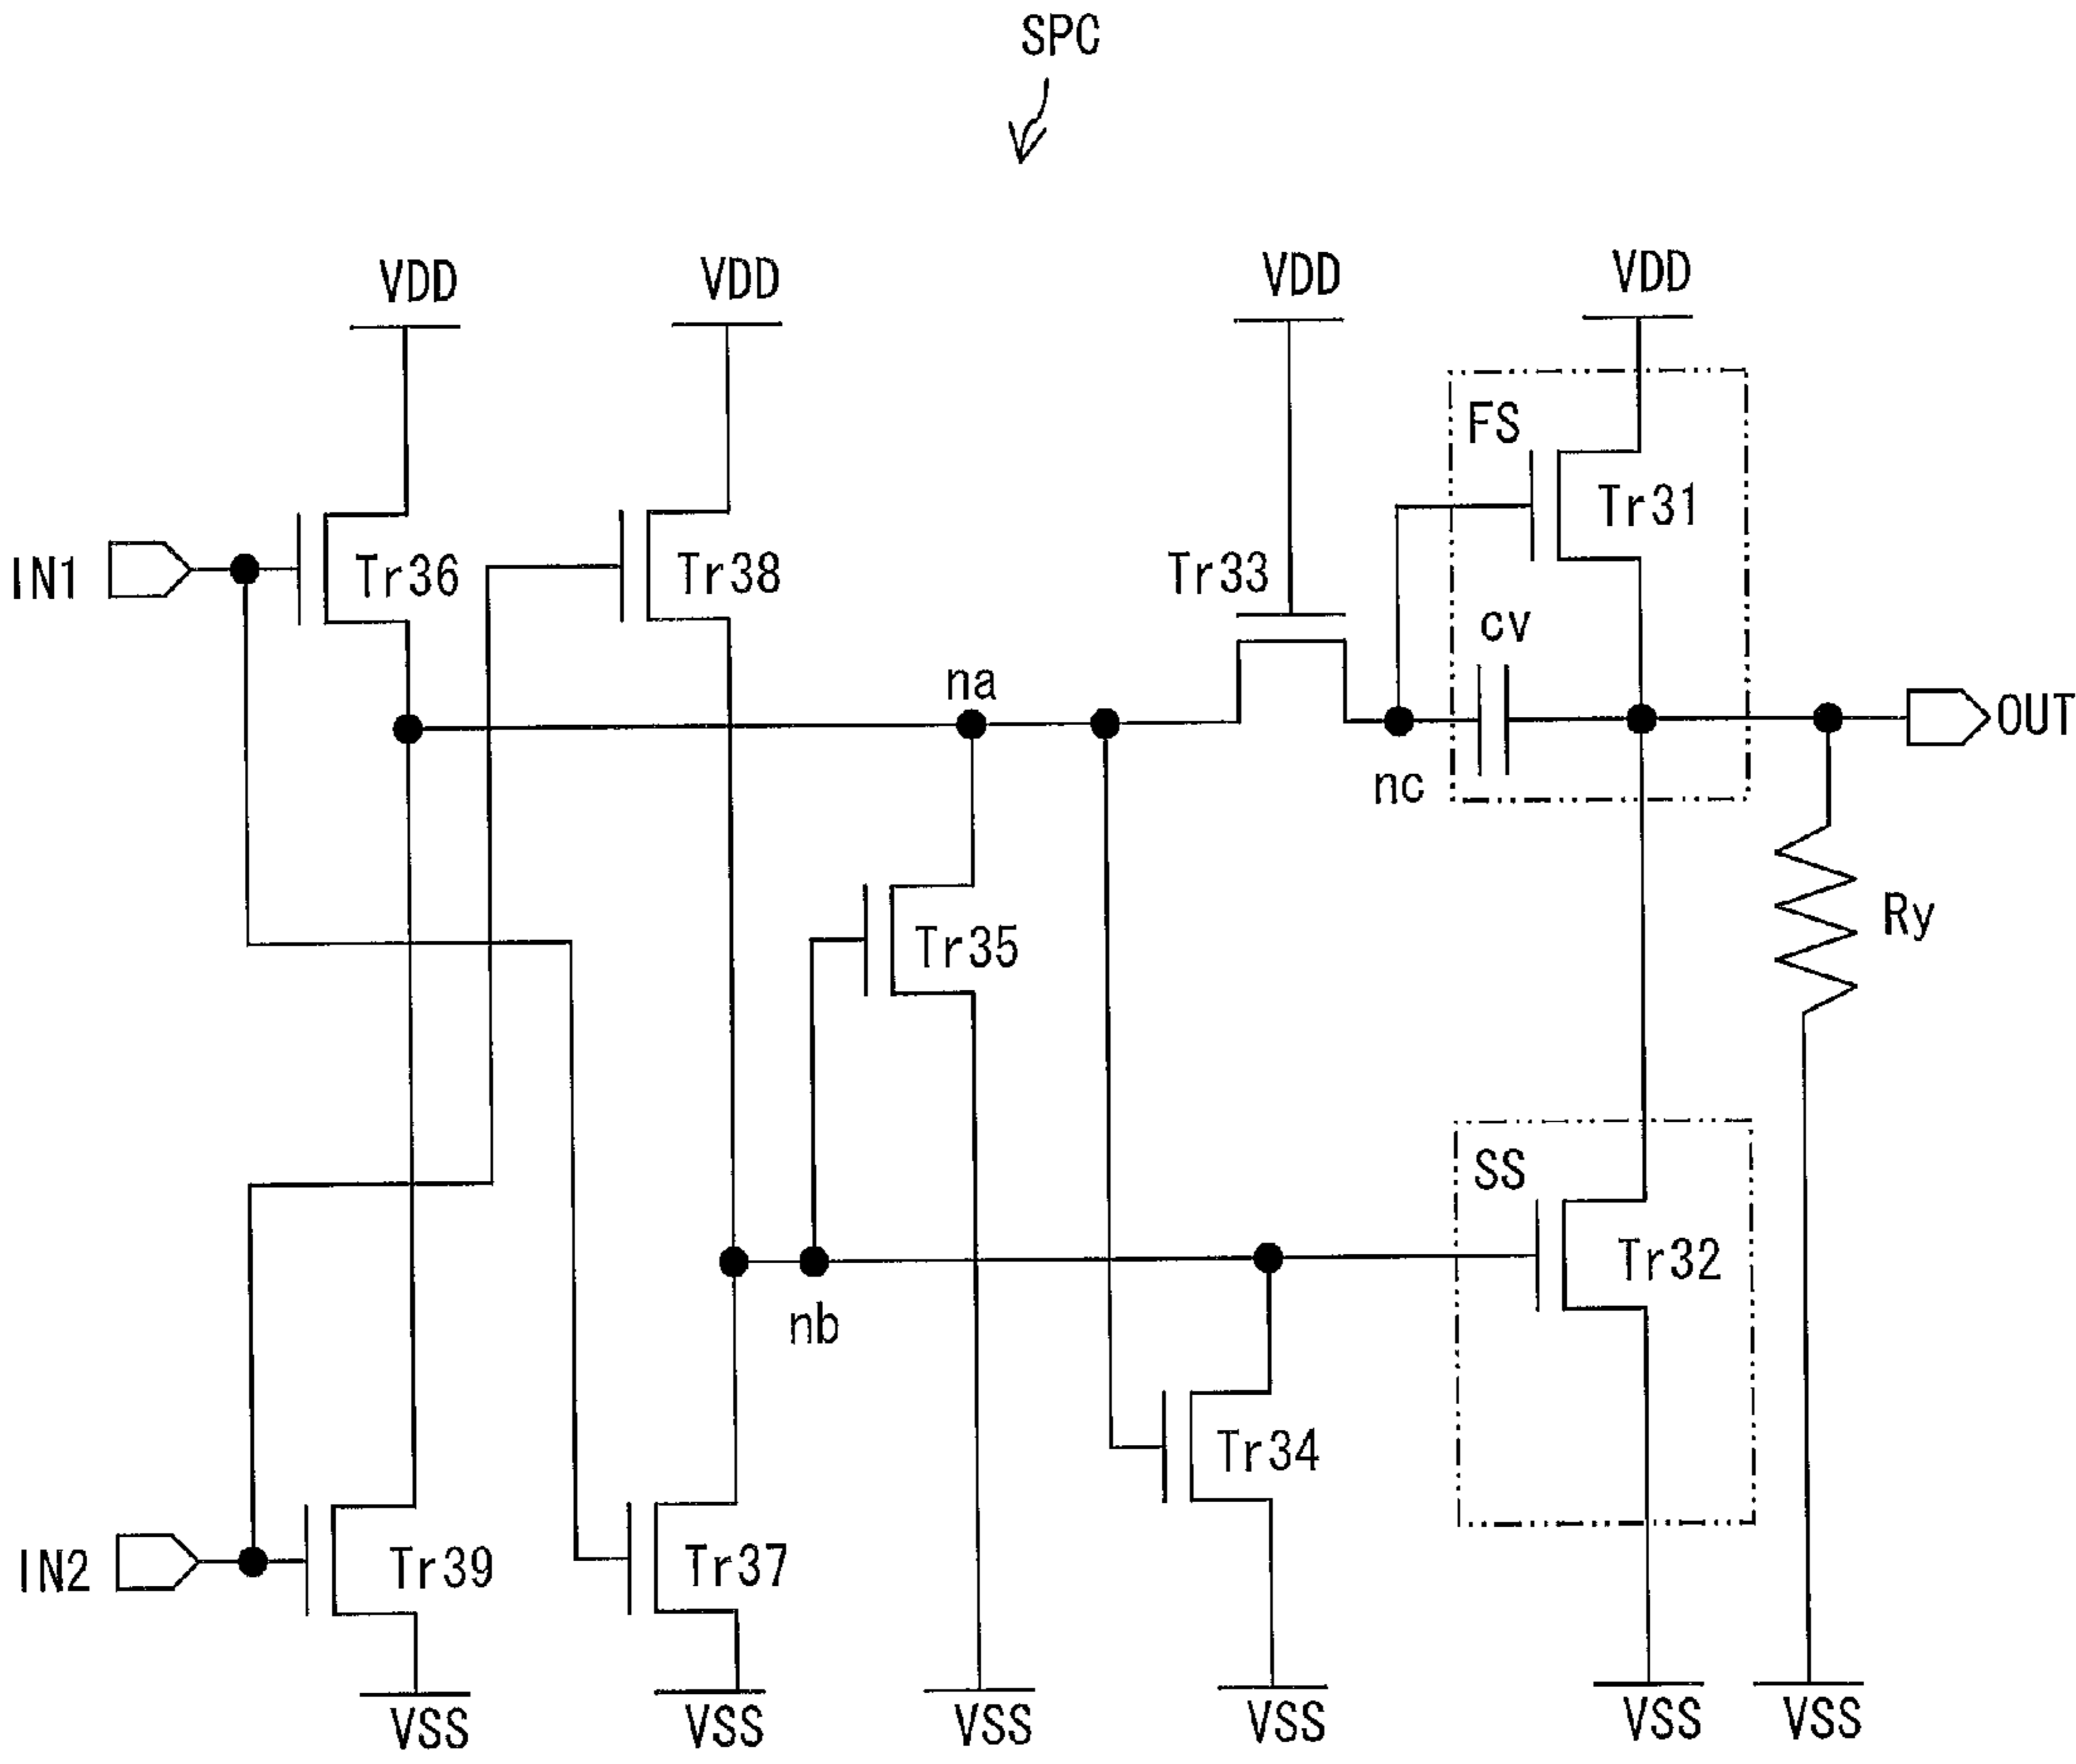 SPC
VDD
VDD
VDD
VDD
FS
Tr31
IN1
Tr36
Tr38
Tr33
cv
na
OUT
nc
Ry
Tr35
SS
Tr32
nb
Tr34
IN2
Tr39
Tr37
VSS
VSS
VSS
VSS
VSS
VSS